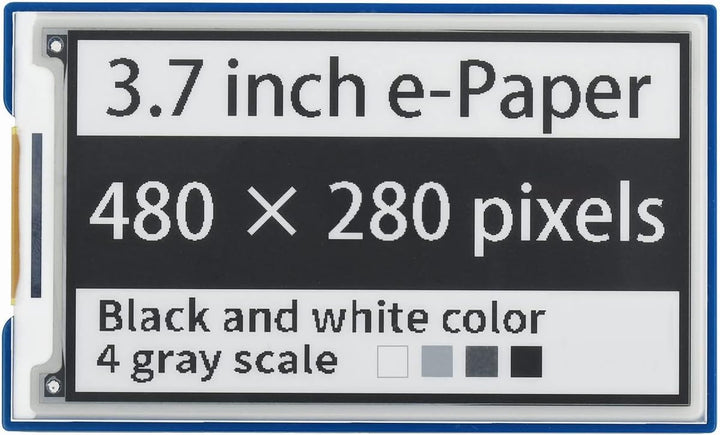 3.7 inch e-Paper
480 × 280 pixels
Black and white color
4 gray scale